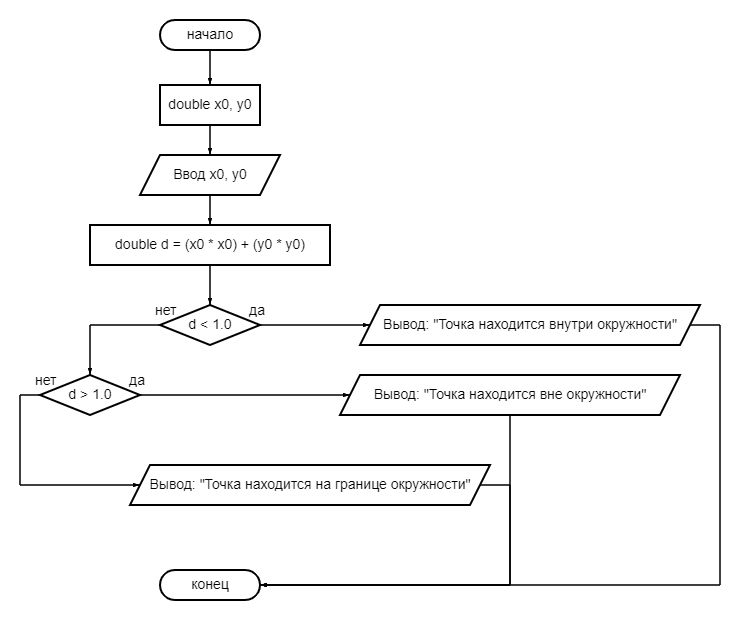 начало
double x0, y0
Ввод x0, y0
double d = (x0 * x0) + (y0 * y0)
нет
да
d < 1.0
Вывод: "Точка находится внутри окружности"
нет
да
d > 1.0
Вывод: "Точка находится вне окружности"
Вывод: "Точка находится на границе окружности"
конец